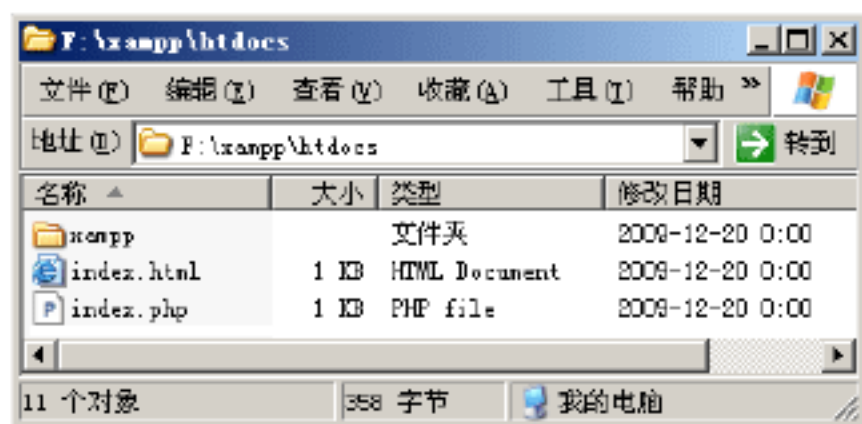 F:\xampp\htdocs
文件(F) 编辑(E) 查看(V) 收藏(A) 工具(T) 帮助 »
地址(D) F:\xampp\htdocs 转到
名称 大小 类型 修改日期
xampp 文件夹 2009-12-20 0:00
index.html 1 KB HTML Document 2009-12-20 0:00
index.php 1 KB PHP file 2009-12-20 0:00
11 个对象 358 字节 我的电脑